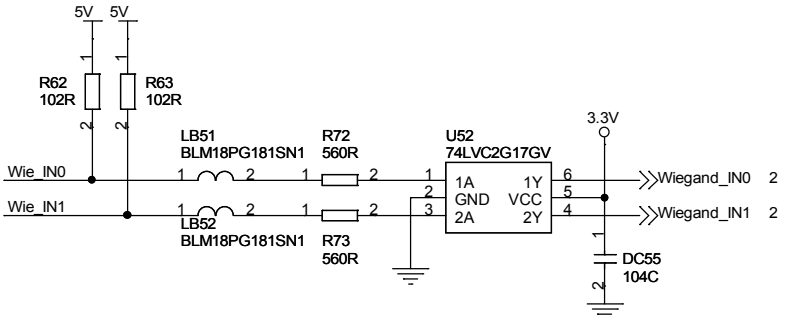 5V 5V
1 1
R62 R63
102R 102R
2 2
LB51 R72 U52 3.3V
BLM18PG181SN1 560R 74LVC2G17GV
Wie_IN0 1 2 1 2 1 1A 1Y 6 Wiegand_IN0 2
2 GND VCC 5
Wie_IN1 1 2 1 2 3 2A 2Y 4 Wiegand_IN1 2
LB52
BLM18PG181SN1 R73
560R
1
DC55
104C
2